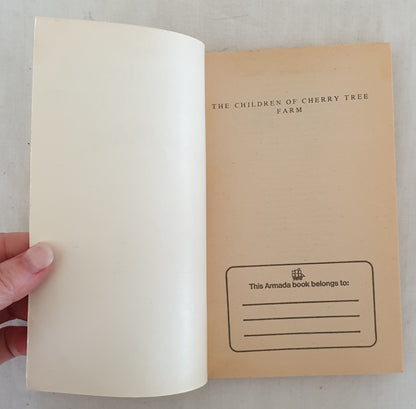 THE CHILDREN OF CHERRY TREE
FARM
This Armada book belongs to: